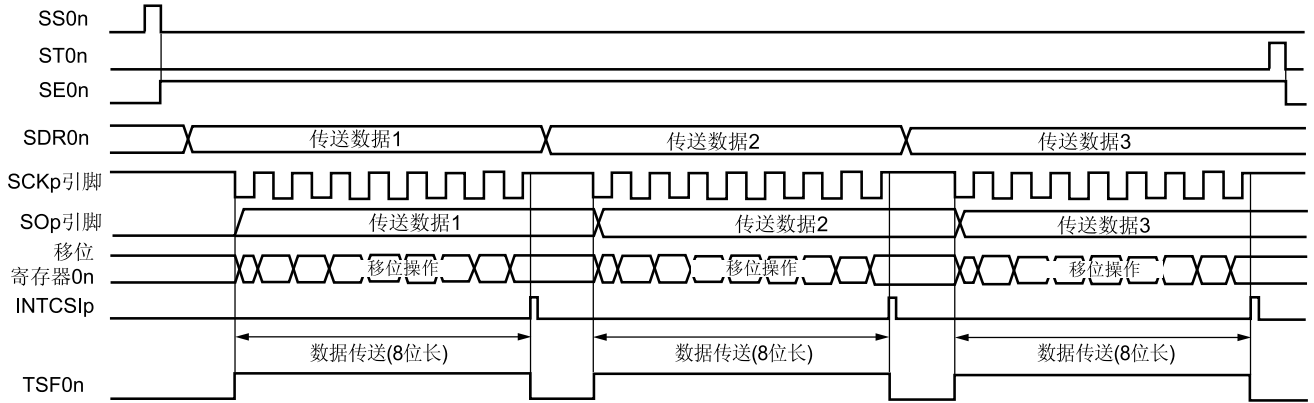 SS0n
ST0n
SE0n
SDR0n 传送数据1 传送数据2 传送数据3
SCKp引脚
SOp引脚 传送数据1 传送数据2 传送数据3
移位
寄存器0n 移位操作 移位操作 移位操作
INTCSIp
数据传送(8位长) 数据传送(8位长) 数据传送(8位长)
TSF0n